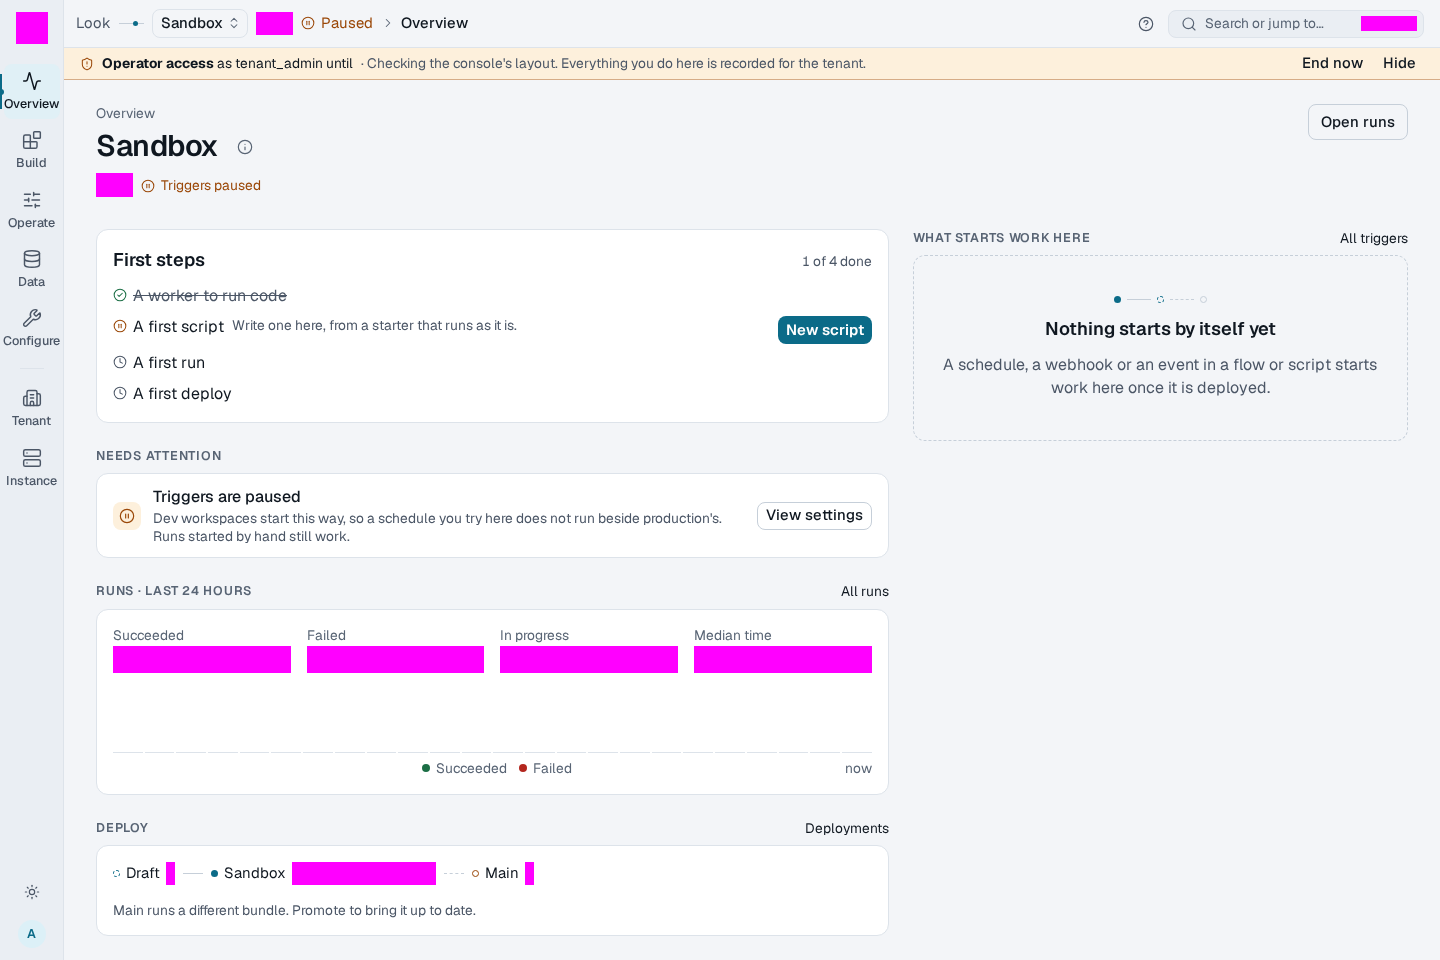 Look
Sandbox
Paused
Overview
Search or jump to...
Operator access as tenant_admin until · Checking the console's layout. Everything you do here is recorded for the tenant.
End now
Hide
Overview
Build
Operate
Data
Configure
Tenant
Instance
A
Overview
Sandbox
Triggers paused
Open runs
First steps
1 of 4 done
A worker to run code
A first script Write one here, from a starter that runs as it is.
New script
A first run
A first deploy
NEEDS ATTENTION
Triggers are paused
Dev workspaces start this way, so a schedule you try here does not run beside production's.
Runs started by hand still work.
View settings
RUNS · LAST 24 HOURS
All runs
Succeeded
Failed
In progress
Median time
Succeeded
Failed
now
DEPLOY
Deployments
Draft
Sandbox
Main
Main runs a different bundle. Promote to bring it up to date.
WHAT STARTS WORK HERE
All triggers
Nothing starts by itself yet
A schedule, a webhook or an event in a flow or script starts
work here once it is deployed.